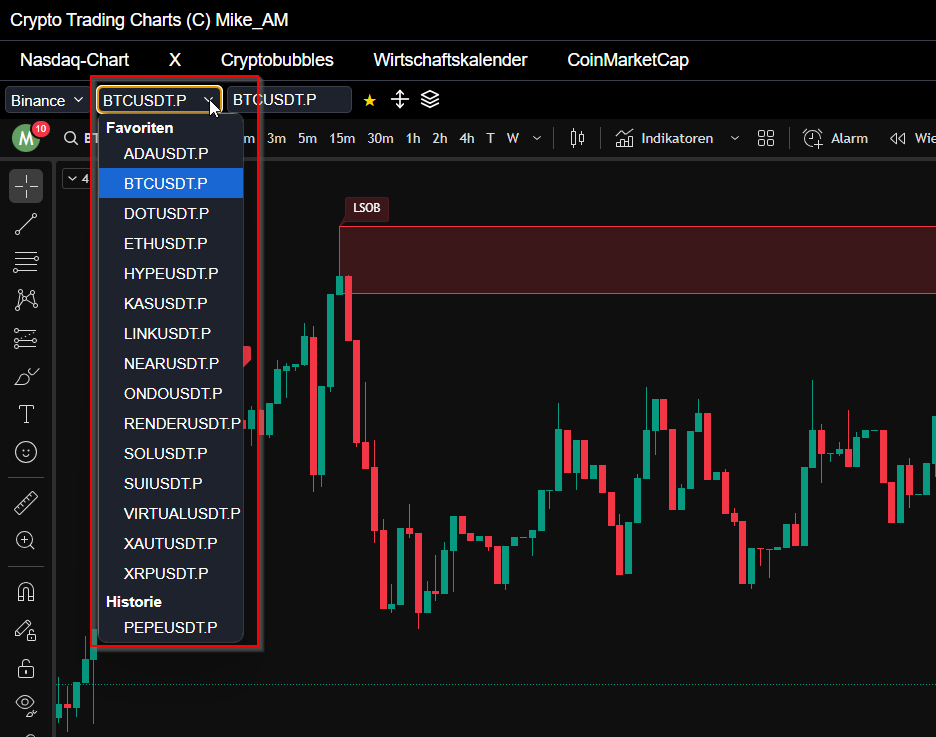 Crypto Trading Charts (C) Mike_AM
Nasdaq-Chart X Cryptobubbles Wirtschaftskalender CoinMarketCap
Binance BTCUSDT.P BTCUSDT.P
M 10 BT m 3m 5m 15m 30m 1h 2h 4h T W Indikatoren Alarm Wie
4
Favoriten
ADAUSDT.P
BTCUSDT.P
DOTUSDT.P
ETHUSDT.P
HYPEUSDT.P
KASUSDT.P
LINKUSDT.P
NEARUSDT.P
ONDOUSDT.P
RENDERUSDT.P
SOLUSDT.P
SUIUSDT.P
VIRTUALUSDT.P
XAUTUSDT.P
XRPUSDT.P
Historie
PEPEUSDT.P
LSOB